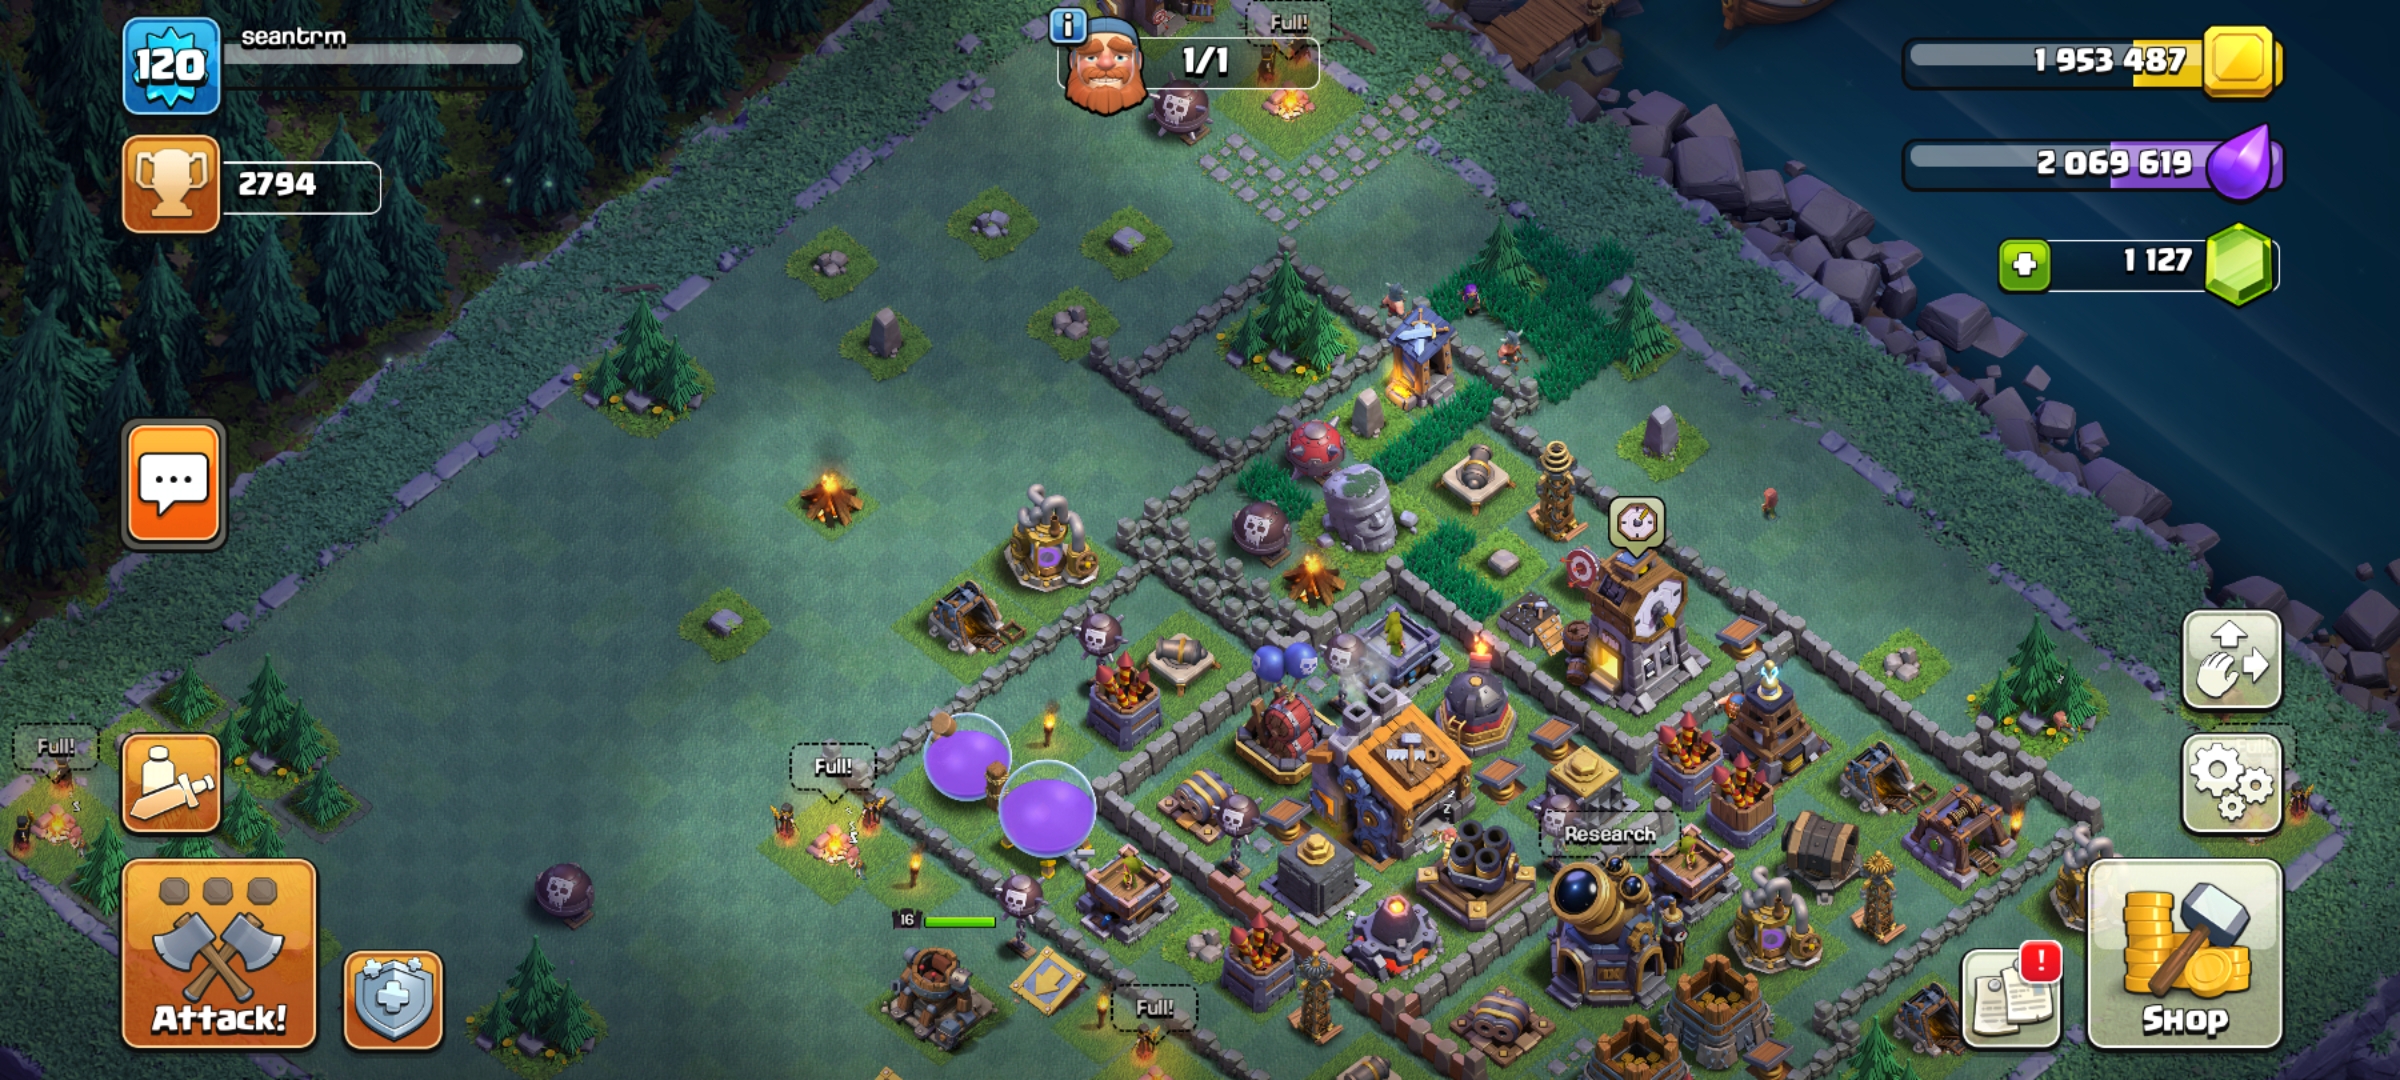 120
seantrm
i
1/1
Full!
1 953 487
2794
2 069 619
1 127
Full!
Full!
Research
16
Full!
Attack!
!
Shop